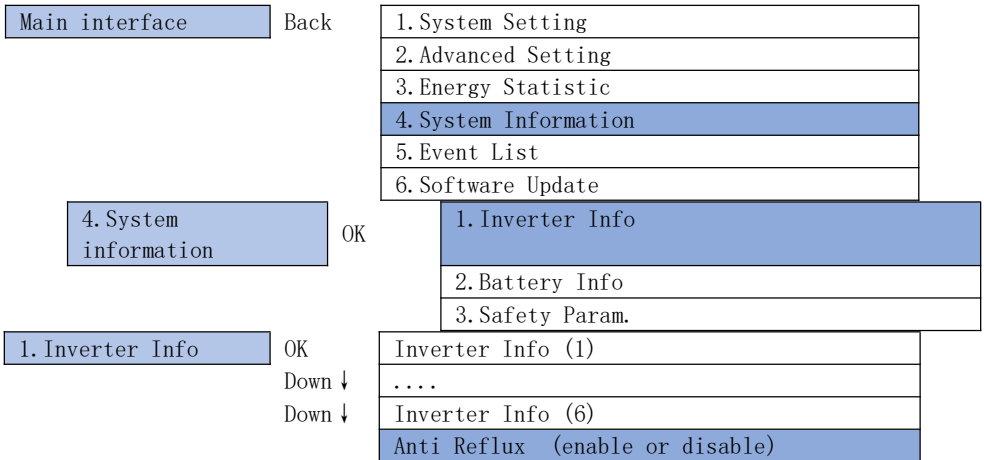 Main interface Back 1.System Setting
2.Advanced Setting
3.Energy Statistic
4.System Information
5.Event List
6.Software Update
4.System
information OK 1.Inverter Info
2.Battery Info
3.Safety Param.
1.Inverter Info OK Inverter Info (1)
Down↓ ....
Down↓ Inverter Info (6)
Anti Reflux (enable or disable)